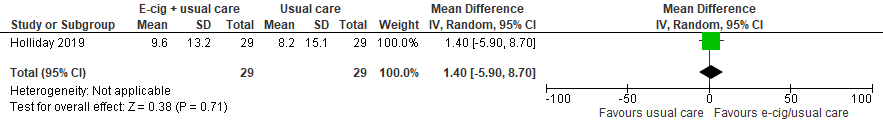 E-cig + usual care Usual care Mean Difference Mean Difference
Study or Subgroup Mean SD Total Mean SD Total Weight IV, Random, 95% CI IV, Random, 95% CI
Holliday 2019 9.6 13.2 29 8.2 15.1 29 100.0% 1.40 [-5.90, 8.70]
Total (95% CI) 29 29 100.0% 1.40 [-5.90, 8.70]
Heterogeneity: Not applicable
Test for overall effect: Z = 0.38 (P = 0.71)
-100 -50 0 50 100
Favours usual care Favours e-cig/usual care